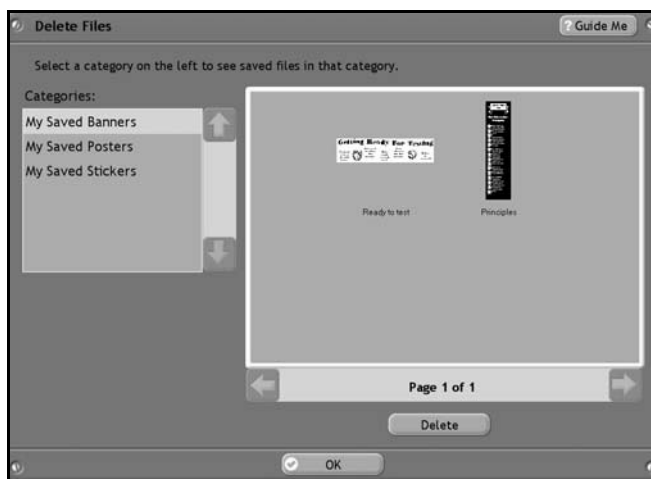 Delete Files
? Guide Me
Select a category on the left to see saved files in that category.
Categories:
My Saved Banners
My Saved Posters
My Saved Stickers
Getting Ready For Testing
Ready to test
Principles
Page 1 of 1
Delete
OK